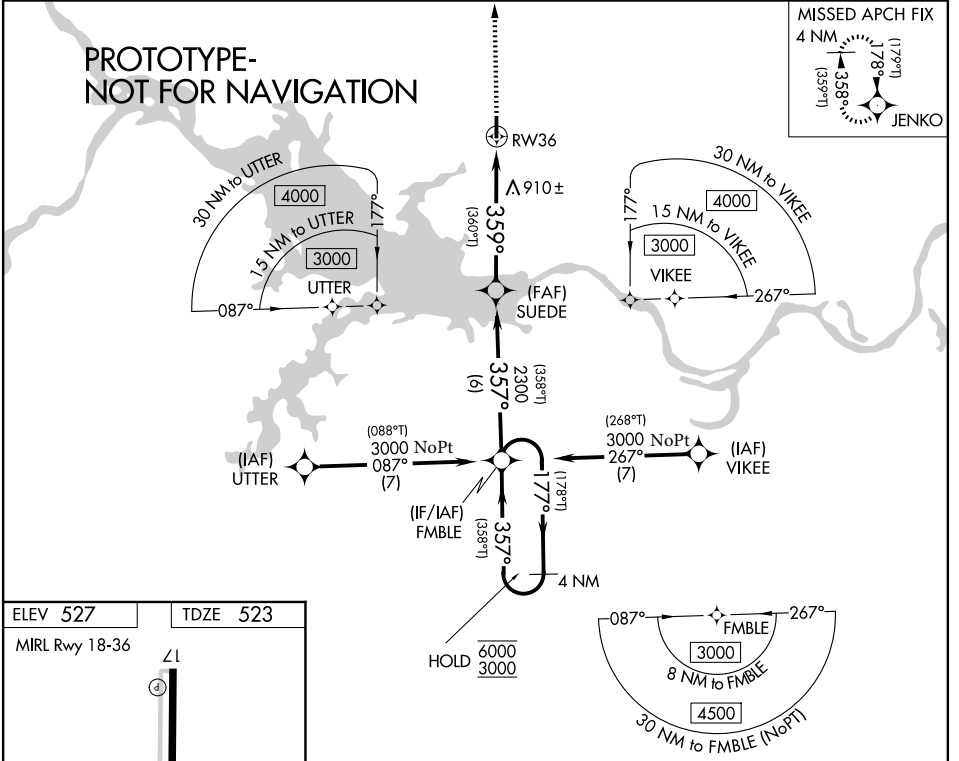 PROTOTYPE-
NOT FOR NAVIGATION
MISSED APCH FIX
4 NM
(359°T)
358°
178°
(179°T)
JENKO
RW36
910 ±
359°
(360°T)
30 NM to UTTER
4000
177°
15 NM to UTTER
3000
UTTER
087°
30 NM to VIKEE
4000
177°
15 NM to VIKEE
3000
VIKEE
267°
(FAF)
SUEDE
(358°T)
2300
357°
(6)
(IAF)
UTTER
(088°T)
3000 NoPt
087°
(7)
(268°T)
3000 NoPt
267°
(7)
(IAF)
VIKEE
(IF/IAF)
FMBLE
(358°T)
357°
177°
(178°T)
4 NM
HOLD 6000
3000
087°
267°
FMBLE
3000
8 NM to FMBLE
4500
30 NM to FMBLE (NoPT)
ELEV 527
TDZE 523
MIRL Rwy 18-36
17
P